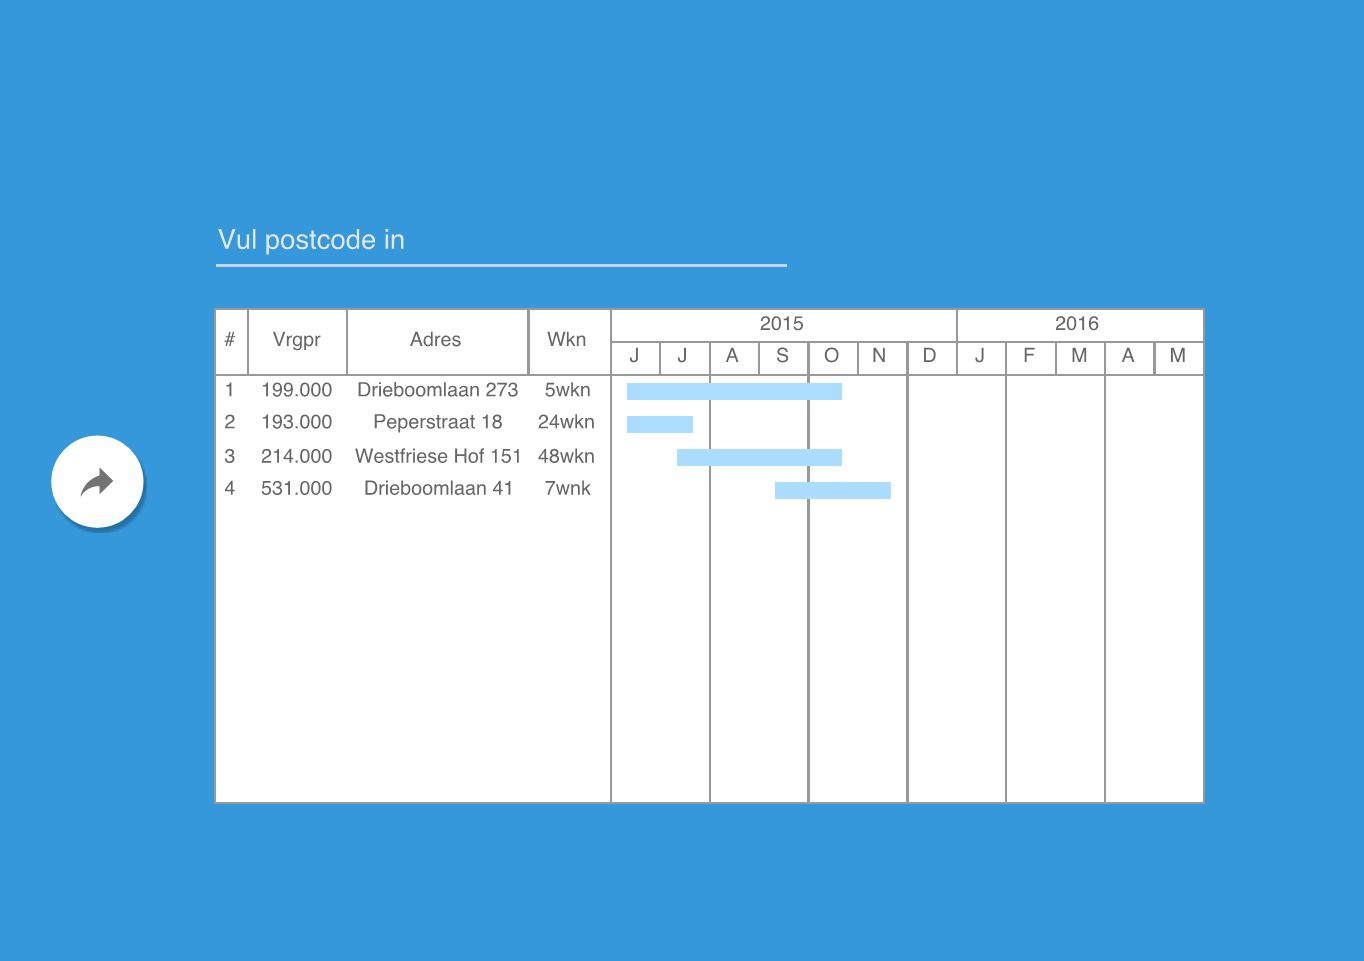 Vul postcode in
# Vrgpr Adres Wkn 2015 2016
J J A S O N D J F M A M
1 199.000 Drieboomlaan 273 5wkn
2 193.000 Peperstraat 18 24wkn
3 214.000 Westfriese Hof 151 48wkn
4 531.000 Drieboomlaan 41 7wnk